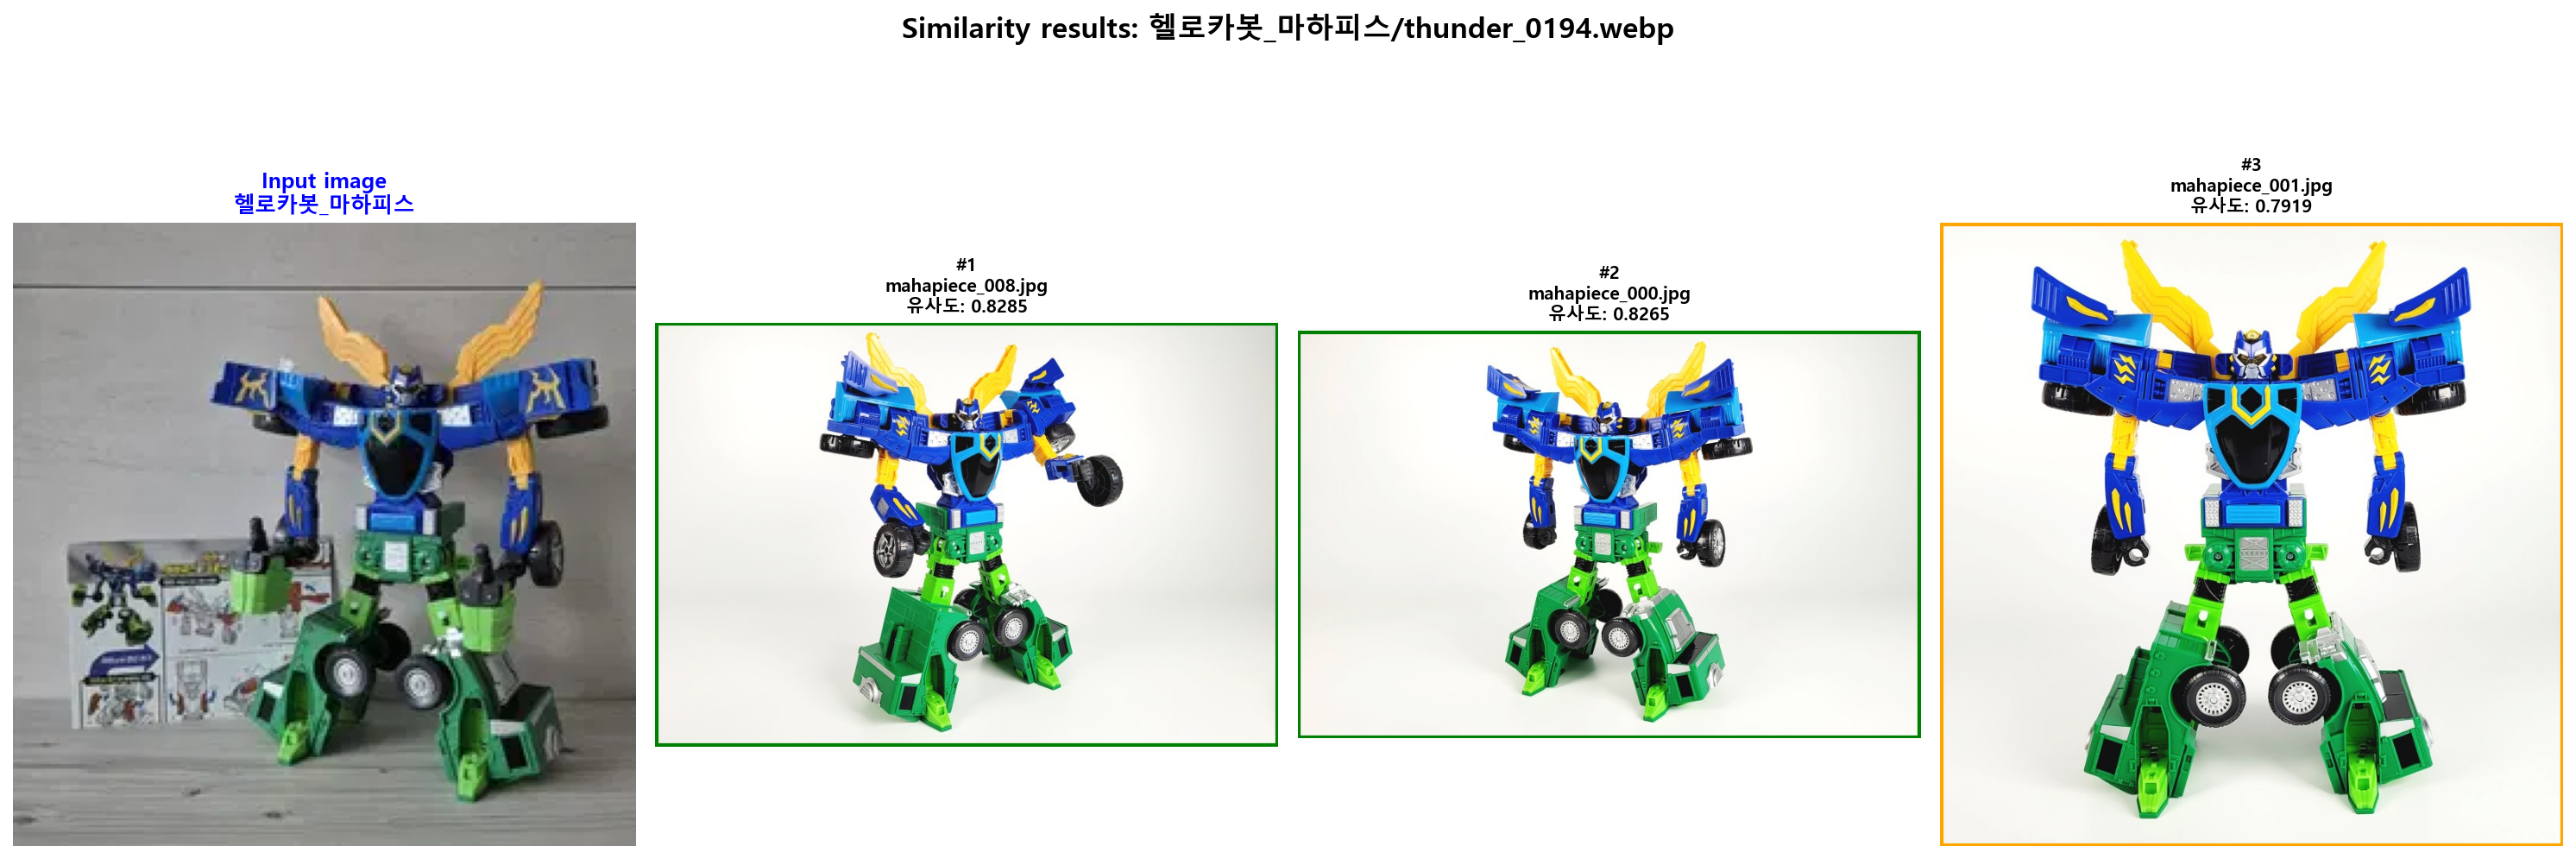 Similarity results: 헬로카봇_마하피스/thunder_0194.webp
Input image
헬로카봇_마하피스
#1
mahapiece_008.jpg
유사도: 0.8285
#2
mahapiece_000.jpg
유사도: 0.8265
#3
mahapiece_001.jpg
유사도: 0.7919